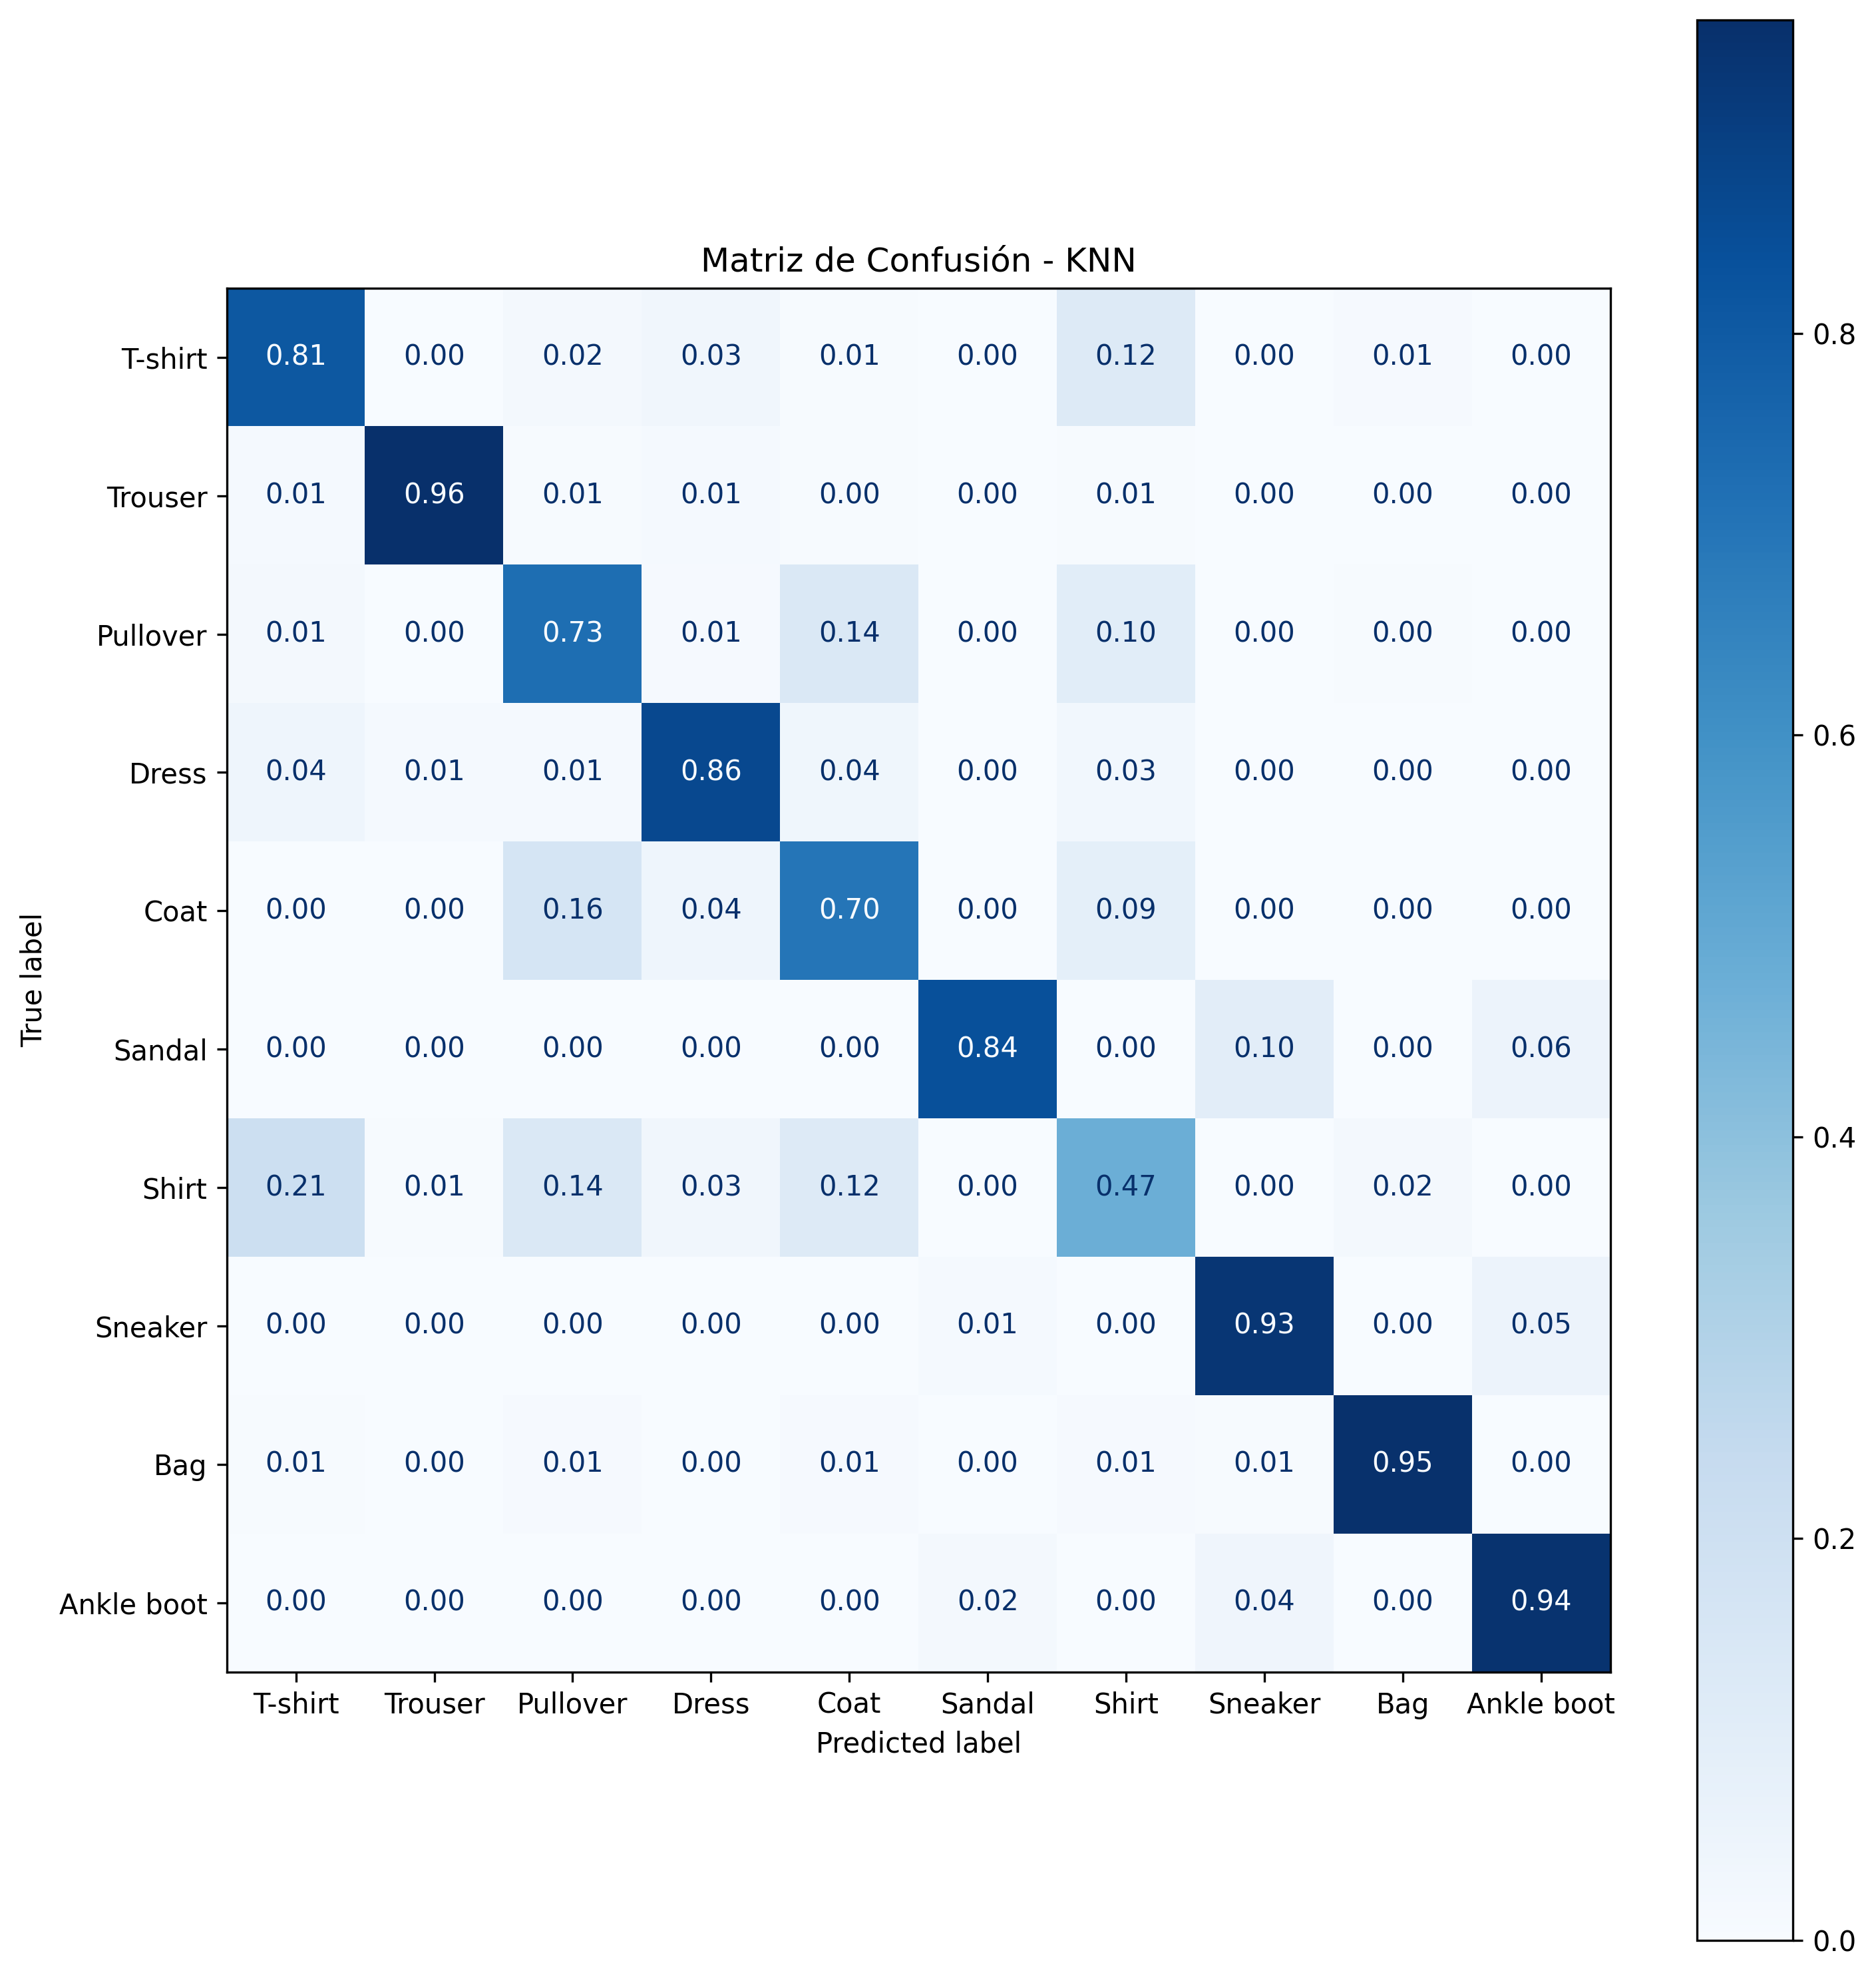 Matriz de Confusión - KNN
T-shirt 0.81 0.00 0.02 0.03 0.01 0.00 0.12 0.00 0.01 0.00
Trouser 0.01 0.96 0.01 0.01 0.00 0.00 0.01 0.00 0.00 0.00
Pullover 0.01 0.00 0.73 0.01 0.14 0.00 0.10 0.00 0.00 0.00
Dress 0.04 0.01 0.01 0.86 0.04 0.00 0.03 0.00 0.00 0.00
Coat 0.00 0.00 0.16 0.04 0.70 0.00 0.09 0.00 0.00 0.00
Sandal 0.00 0.00 0.00 0.00 0.00 0.84 0.00 0.10 0.00 0.06
Shirt 0.21 0.01 0.14 0.03 0.12 0.00 0.47 0.00 0.02 0.00
Sneaker 0.00 0.00 0.00 0.00 0.00 0.01 0.00 0.93 0.00 0.05
Bag 0.01 0.00 0.01 0.00 0.01 0.00 0.01 0.01 0.95 0.00
Ankle boot 0.00 0.00 0.00 0.00 0.00 0.02 0.00 0.04 0.00 0.94
T-shirt Trouser Pullover Dress Coat Sandal Shirt Sneaker Bag Ankle boot
Predicted label
True label
0.8
0.6
0.4
0.2
0.0